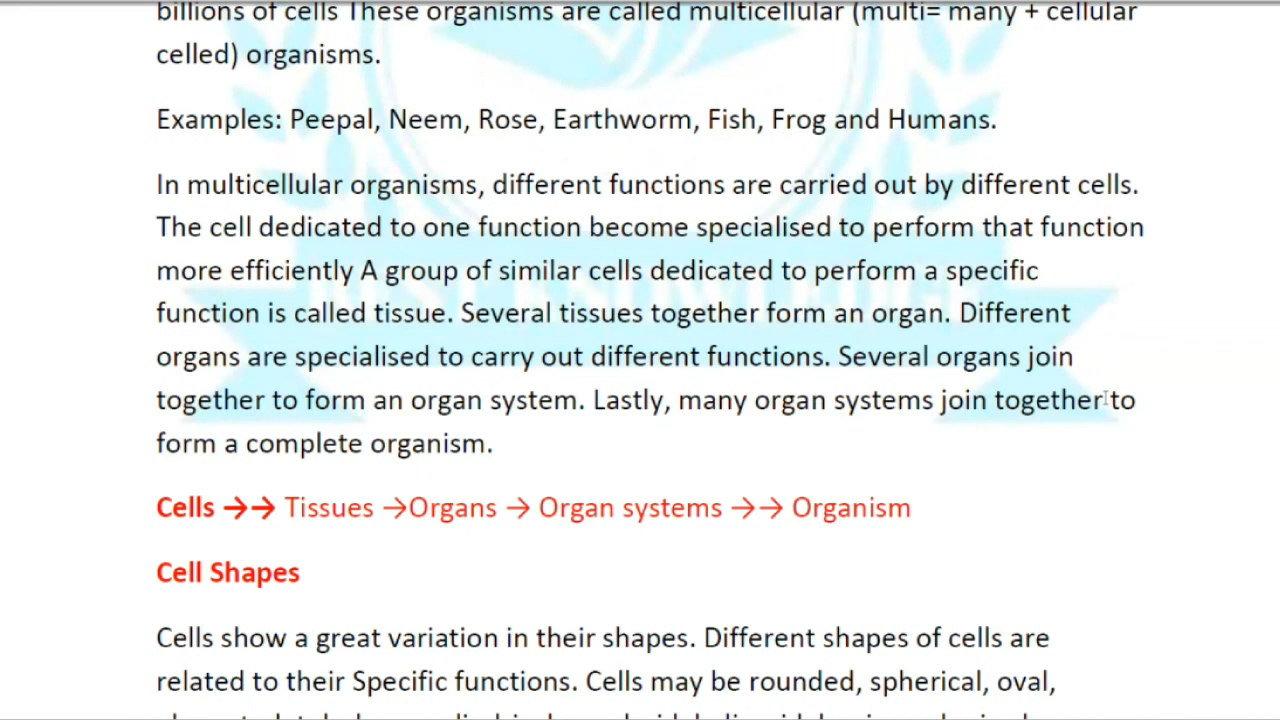 billions of cells These organisms are called multicellular (multi= many + cellular
celled) organisms.
Examples: Peepal, Neem, Rose, Earthworm, Fish, Frog and Humans.
In multicellular organisms, different functions are carried out by different cells.
The cell dedicated to one function become specialised to perform that function
more efficiently A group of similar cells dedicated to perform a specific
function is called tissue. Several tissues together form an organ. Different
organs are specialised to carry out different functions. Several organs join
together to form an organ system. Lastly, many organ systems join together to
form a complete organism.
Cells →→ Tissues →Organs → Organ systems →→ Organism
Cell Shapes
Cells show a great variation in their shapes. Different shapes of cells are
related to their Specific functions. Cells may be rounded, spherical, oval,